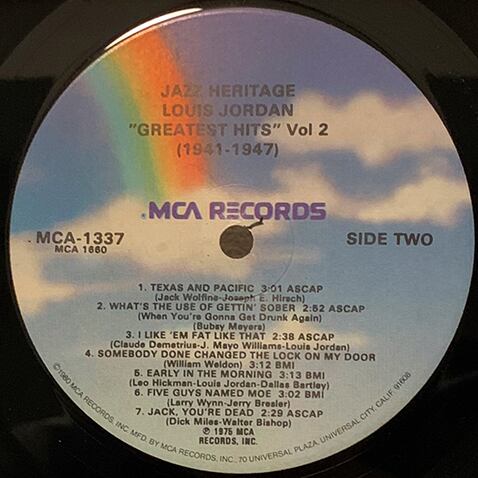 JAZZ HERITAGE
LOUIS JORDAN
"GREATEST HITS" Vol 2
(1941-1947)
MCA RECORDS
MCA-1337
MCA 1660
SIDE TWO
1. TEXAS AND PACIFIC 3:01 ASCAP
(Jack Wolfine-Joseph E. Hirsch)
2. WHAT'S THE USE OF GETTIN' SOBER 2:52 ASCAP
(When You're Gonna Get Drunk Again)
(Bubsy Meyers)
3. I LIKE 'EM FAT LIKE THAT 2:38 ASCAP
(Claude Demetrius-J. Mayo Williams-Louis Jordan)
4. SOMEBODY DONE CHANGED THE LOCK ON MY DOOR
(William Weldon) 3:12 BMI
5. EARLY IN THE MORNING 3:13 BMI
(Leo Hickman-Louis Jordan-Dallas Bartley)
6. FIVE GUYS NAMED MOE 3:02 BMI
(Larry Wynn-Jerry Bresler)
7. JACK, YOU'RE DEAD 2:29 ASCAP
(Dick Miles-Walter Bishop)
℗ 1975 MCA
RECORDS, INC.
©1980 MCA RECORDS, INC. MFD. BY MCA RECORDS, INC., 70 UNIVERSAL PLAZA, UNIVERSAL CITY, CALIF. 91608